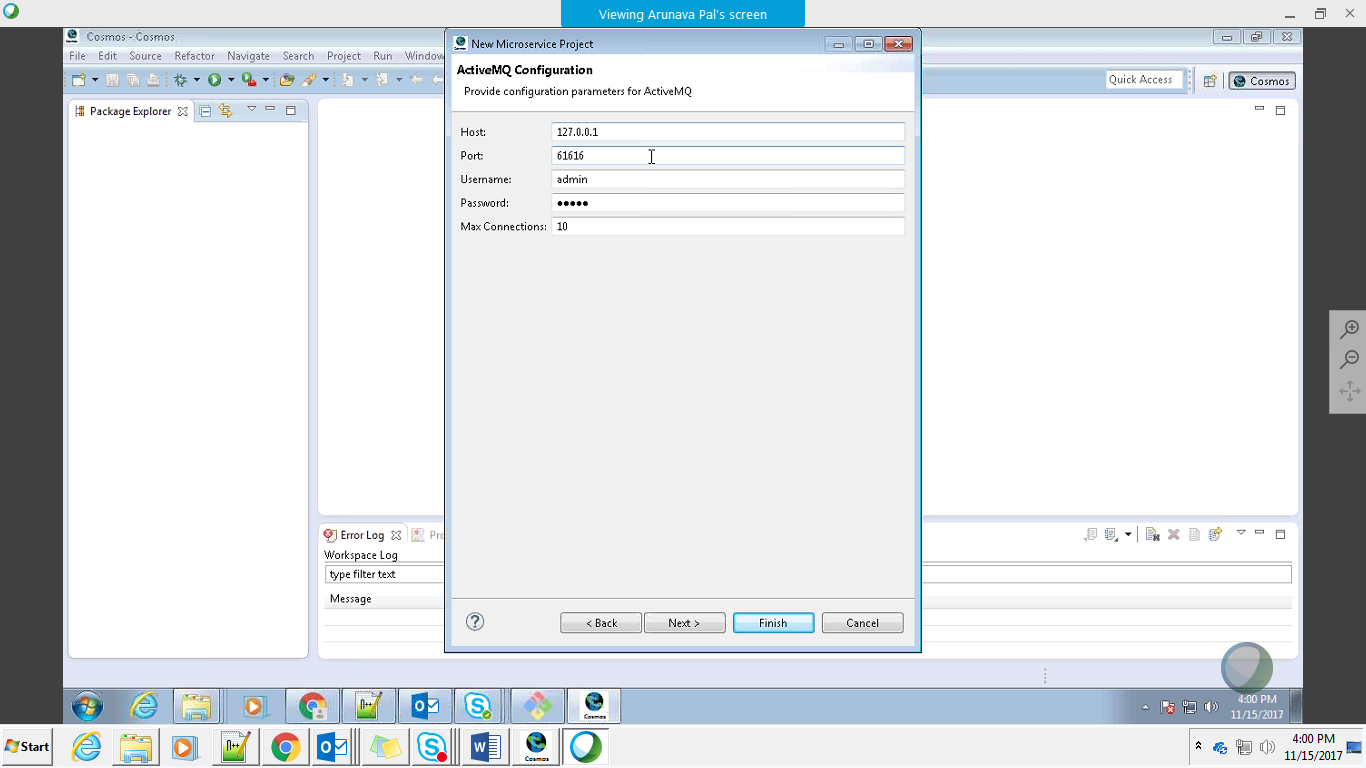 Viewing Arunava Pal's screen
Cosmos - Cosmos
File Edit Source Refactor Navigate Search Project Run Window
Quick Access
Cosmos
Package Explorer
New Microservice Project
ActiveMQ Configuration
Provide configuration parameters for ActiveMQ
Host: 127.0.0.1
Port: 61616
Username: admin
Password: ●●●●●
Max Connections: 10
Error Log
Workspace Log
type filter text
Message
< Back Next > Finish Cancel
Cosmos
4:00 PM
11/15/2017
Start
Cosmos
4:00 PM
11/15/2017